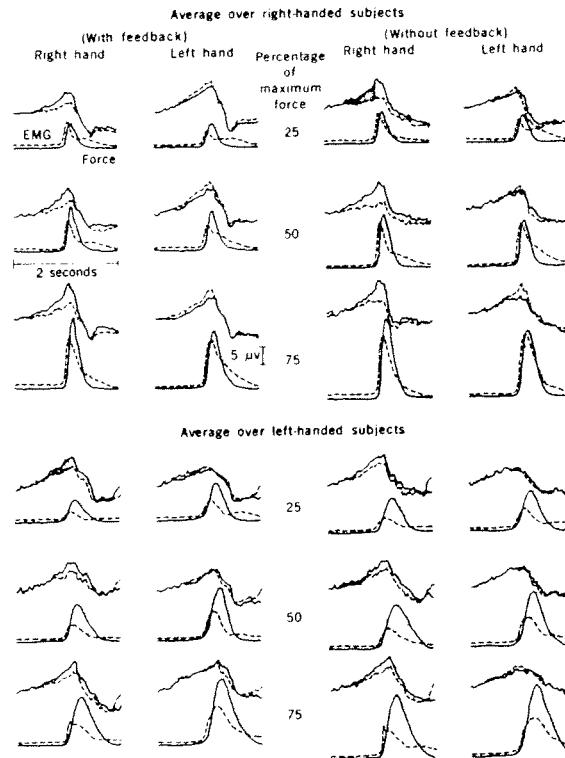 Average over right-handed subjects
(With feedback)
(Without feedback)
Right hand
Left hand
Percentage
of
maximum
force
Right hand
Left hand
EMG
Force
25
50
2 seconds
75
5 μv
Average over left-handed subjects
25
50
75